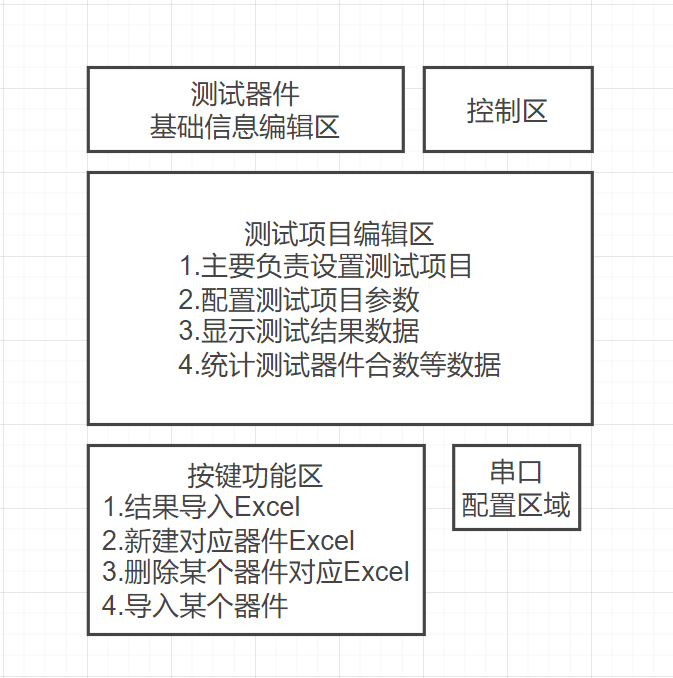 测试器件
基础信息编辑区
控制区
测试项目编辑区
1.主要负责设置测试项目
2.配置测试项目参数
3.显示测试结果数据
4.统计测试器件合数等数据
按键功能区
1.结果导入Excel
2.新建对应器件Excel
3.删除某个器件对应Excel
4.导入某个器件
串口
配置区域